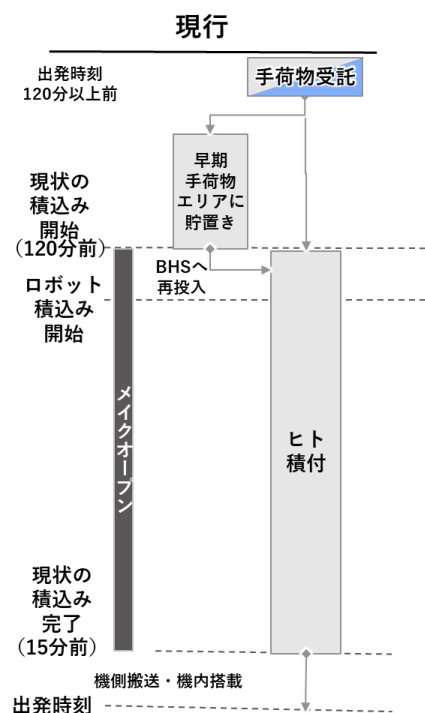 現行
出発時刻
120分以上前
手荷物受託
早期
手荷物
エリアに
貯置き
現状の
積込み
開始
（120分前）
BHSへ
再投入
ロボット
積込み
開始
メイクオープン
ヒト
積付
現状の
積込み
完了
（15分前）
機側搬送・機内搭載
出発時刻